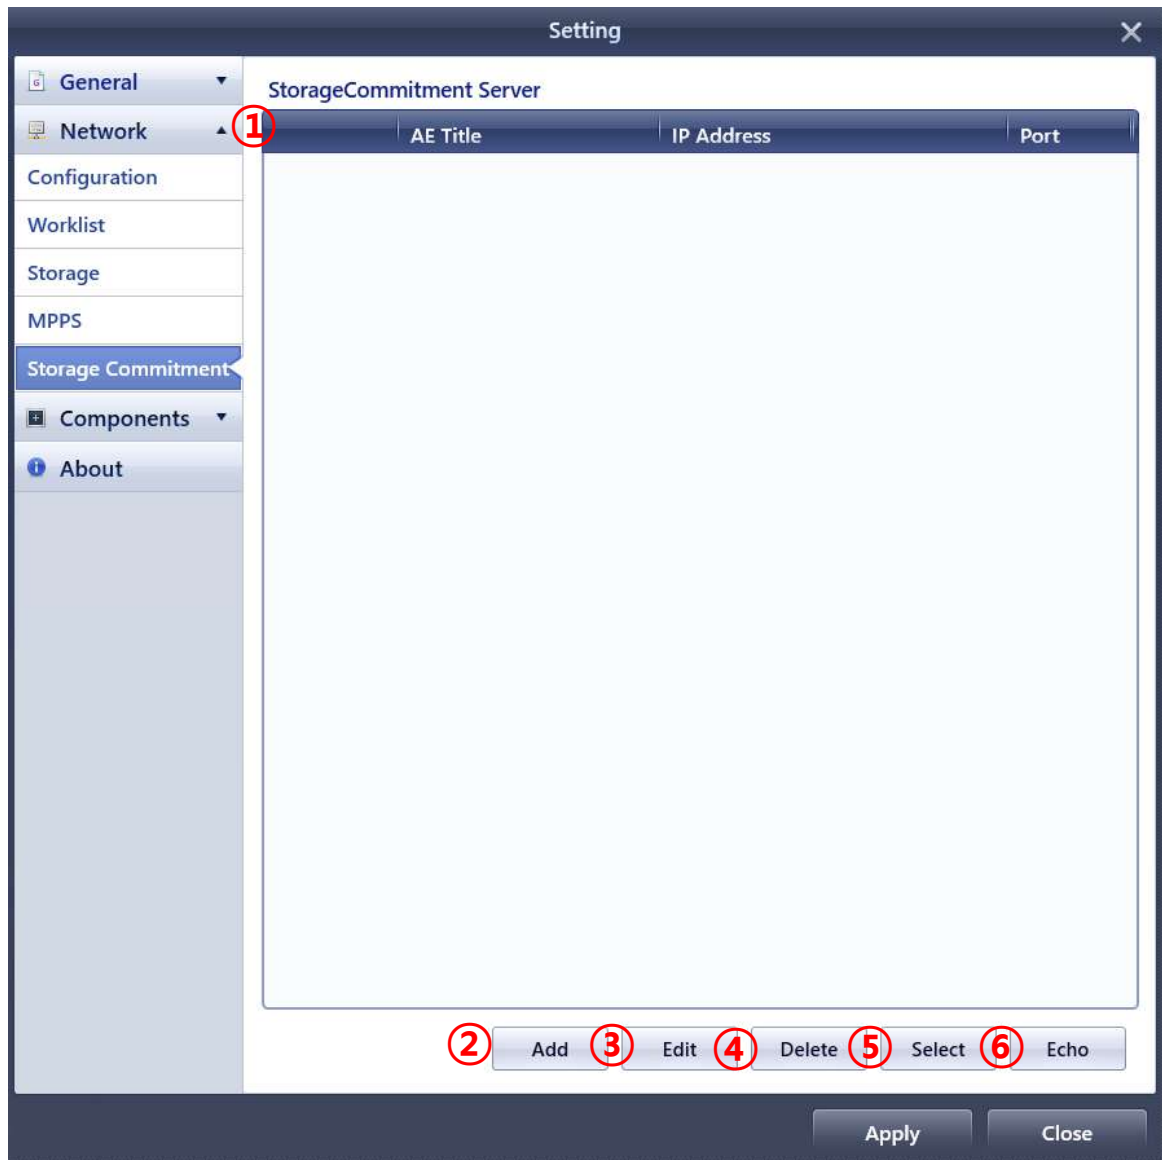 Setting
General
StorageCommitment Server
Network
① AE Title IP Address Port
Configuration
Worklist
Storage
MPPS
Storage Commitment
Components
About
② Add ③ Edit ④ Delete ⑤ Select ⑥ Echo
Apply Close